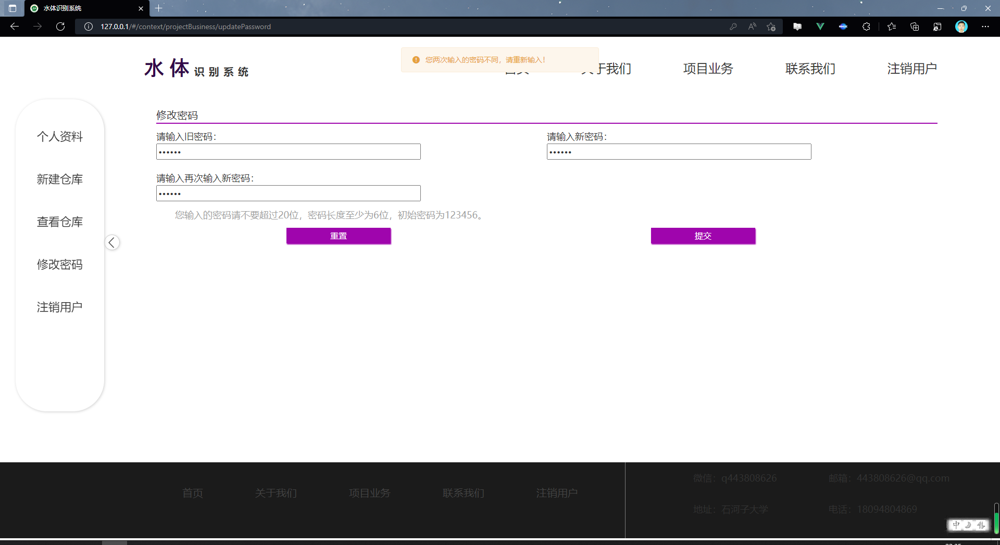 水体识别系统
127.0.0.1/#/context/projectBusiness/updatePassword
您两次输入的密码不同，请重新输入！
水体识别系统
关于我们
项目业务
联系我们
注销用户
个人资料
新建仓库
查看仓库
修改密码
注销用户
修改密码
请输入旧密码：
请输入新密码：
••••••
••••••
请输入再次输入新密码：
••••••
您输入的密码请不要超过20位，密码长度至少为6位，初始密码为123456。
重置
提交
首页
关于我们
项目业务
联系我们
注销用户
微信：q443808626
邮箱：443808626@qq.com
地址：石河子大学
电话：18094804869
中